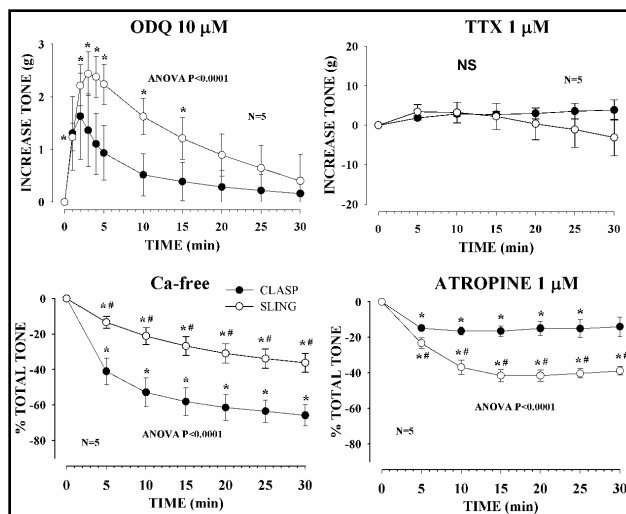 ODQ 10 µM
INCREASE TONE (g)
3
2
1
0
* * * * * * * *
ANOVA P<0.0001
N=5
0 5 10 15 20 25 30
TIME (min)
TTX 1 µM
INCREASE TONE (g)
20
10
0
-10
-20
NS
N=5
0 5 10 15 20 25 30
TIME (min)
Ca-free
% TOTAL TONE
0
-20
-40
-60
-80
CLASP
SLING
*# *# *# *# *# *#
* * * * * *
N=5
ANOVA P<0.0001
0 5 10 15 20 25 30
TIME (min)
ATROPINE 1 µM
% TOTAL TONE
0
-20
-40
-60
-80
* * * * *
*# *# *# *# *# *#
ANOVA P<0.0001
N=5
0 5 10 15 20 25 30
TIME (min)